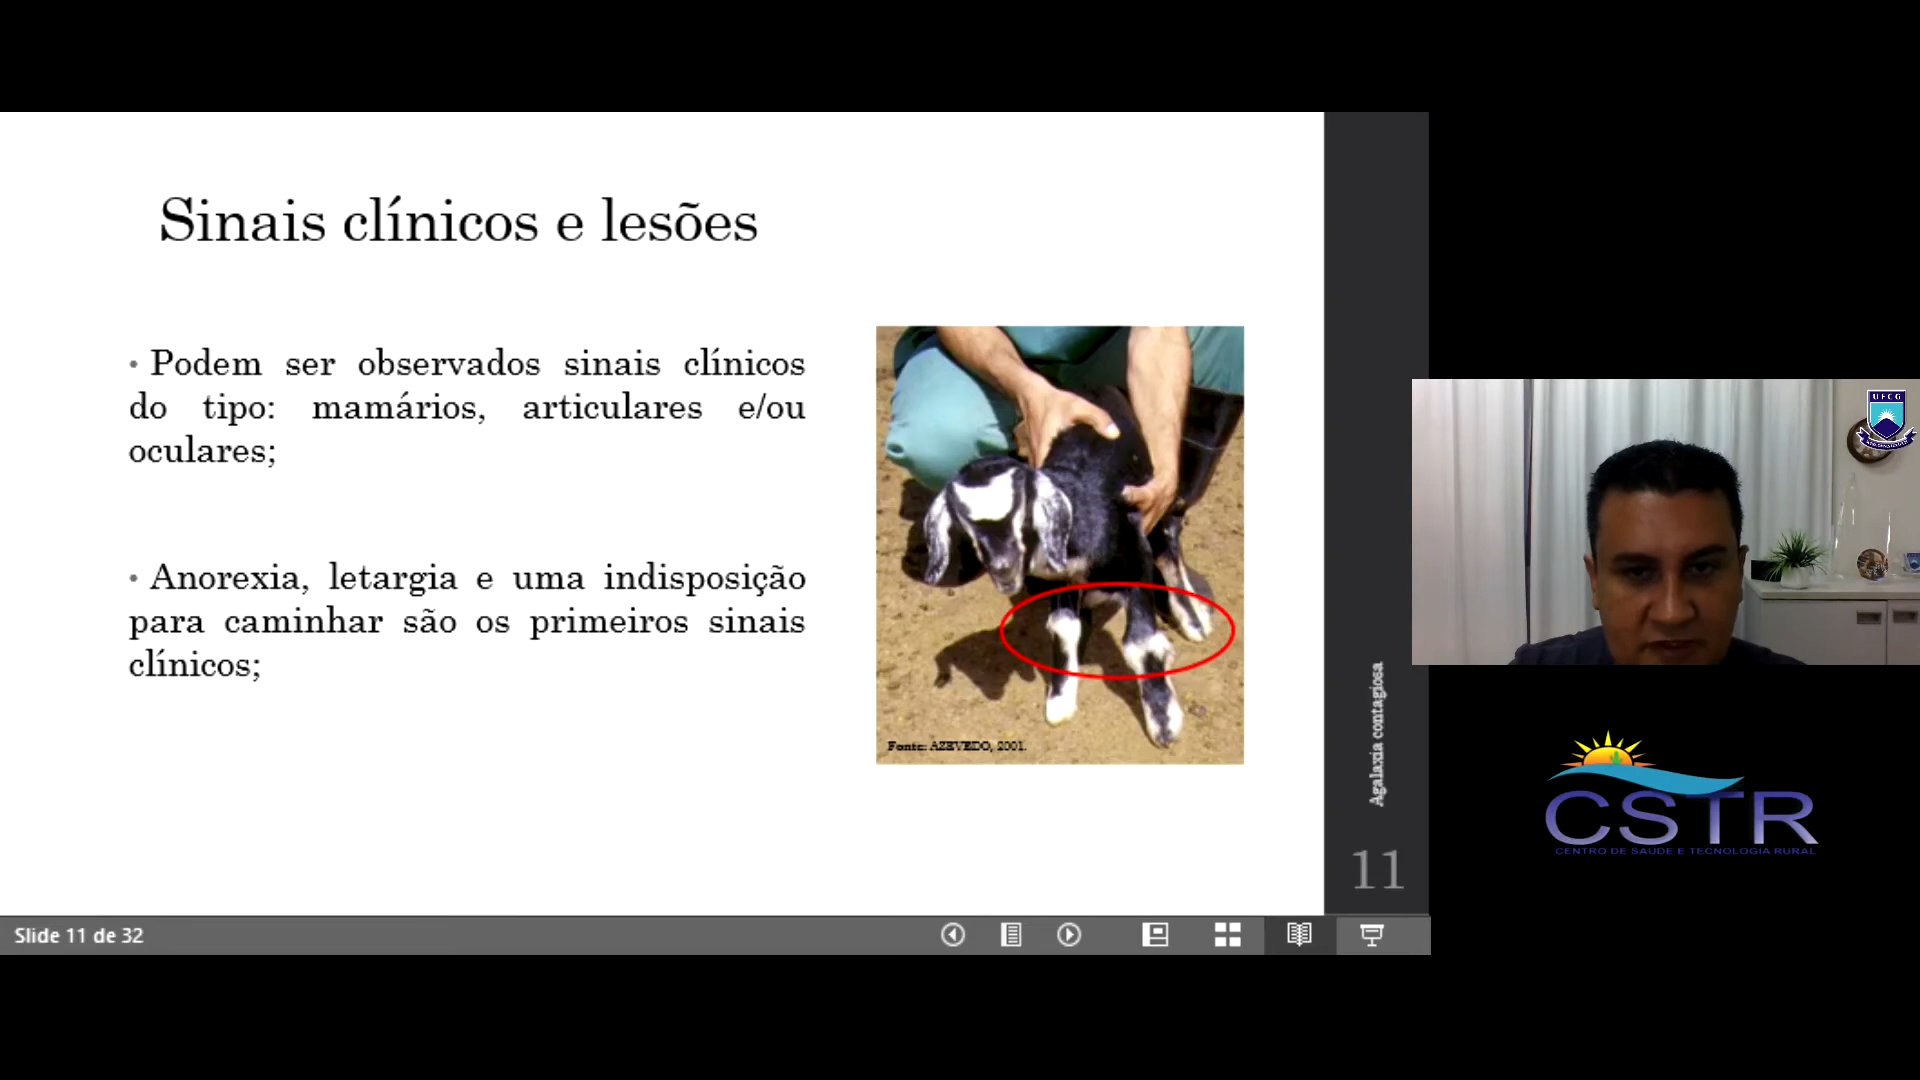 Sinais clínicos e lesões
• Podem ser observados sinais clínicos
do tipo: mamários, articulares e/ou
oculares;
• Anorexia, letargia e uma indisposição
para caminhar são os primeiros sinais
clínicos;
Fonte: AZEVEDO, 2001.
Agalaxia contagiosa
11
Slide 11 de 32
UFCG
CSTR
CENTRO DE SAUDE E TECNOLOGIA RURAL